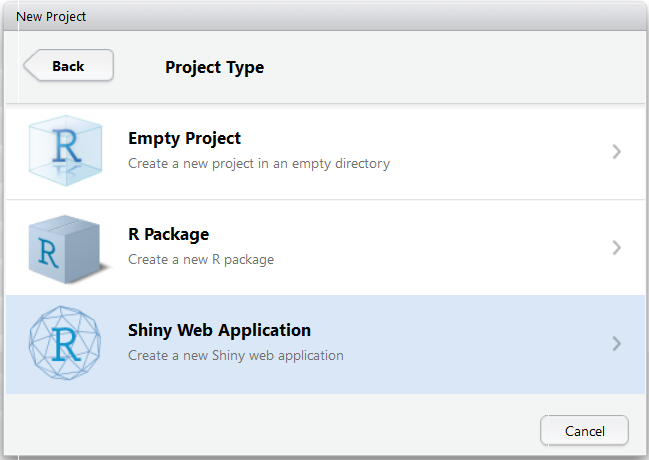 New Project
Back
Project Type
R
Empty Project
Create a new project in an empty directory
R
R Package
Create a new R package
R
Shiny Web Application
Create a new Shiny web application
Cancel